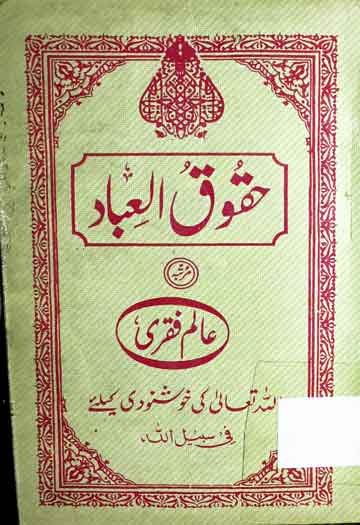 حقوق العباد
مرتبہ
عالم فقری
اللہ تعالیٰ کی خوشنودی کیلئے
فی سبیل اللہ،